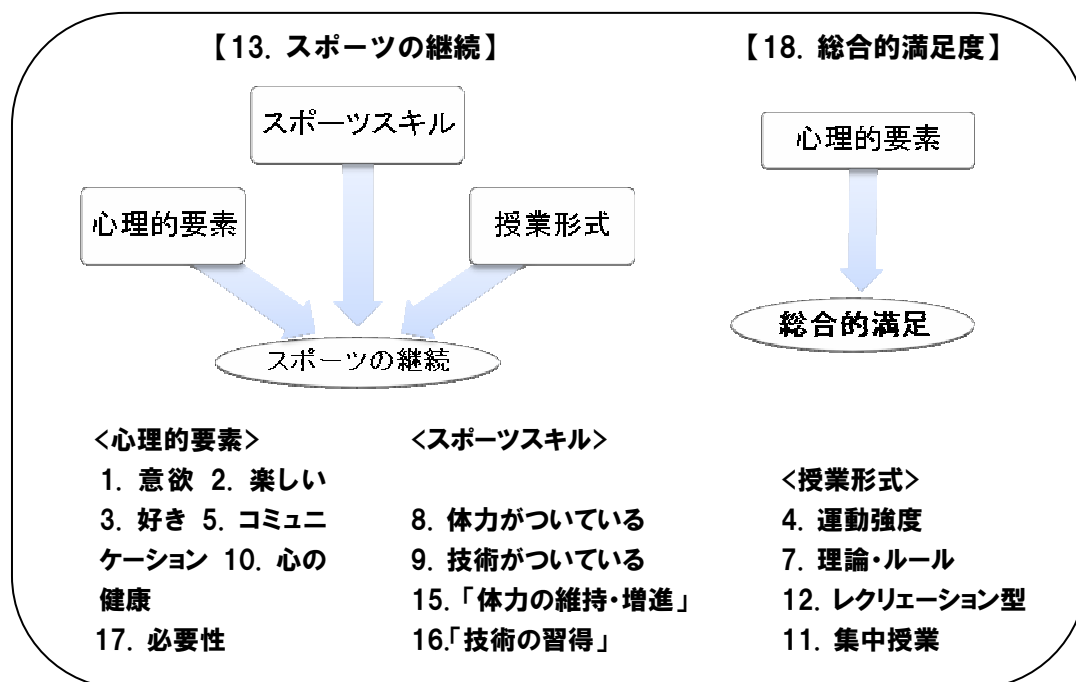 【13. スポーツの継続】
【18. 総合的満足度】
スポーツスキル
心理的要素
心理的要素
授業形式
スポーツの継続
総合的満足
<心理的要素>
1. 意欲 2. 楽しい
3. 好き 5. コミュニ
ケーション 10. 心の
健康
17. 必要性
<スポーツスキル>
8. 体力がついている
9. 技術がついている
15.「体力の維持・増進」
16.「技術の習得」
<授業形式>
4. 運動強度
7. 理論・ルール
12. レクリエーション型
11. 集中授業